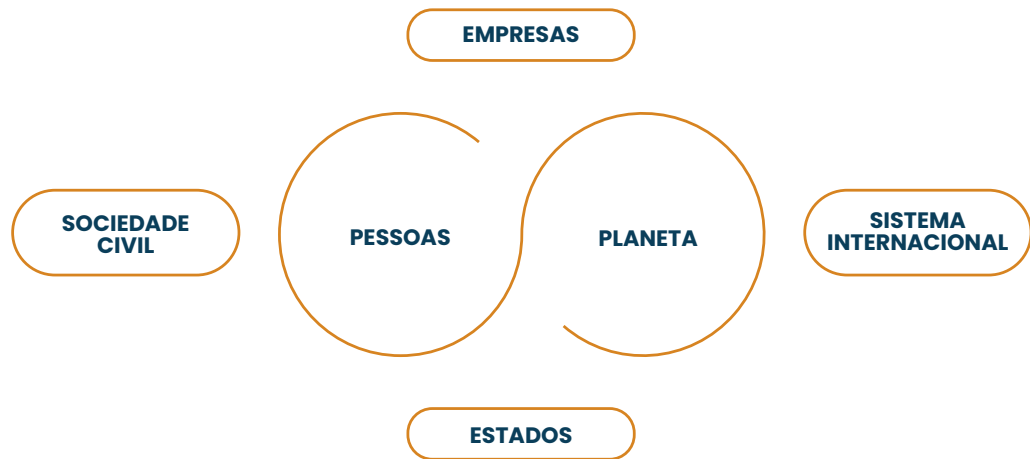 EMPRESAS
SOCIEDADE
CIVIL
PESSOAS
PLANETA
SISTEMA
INTERNACIONAL
ESTADOS